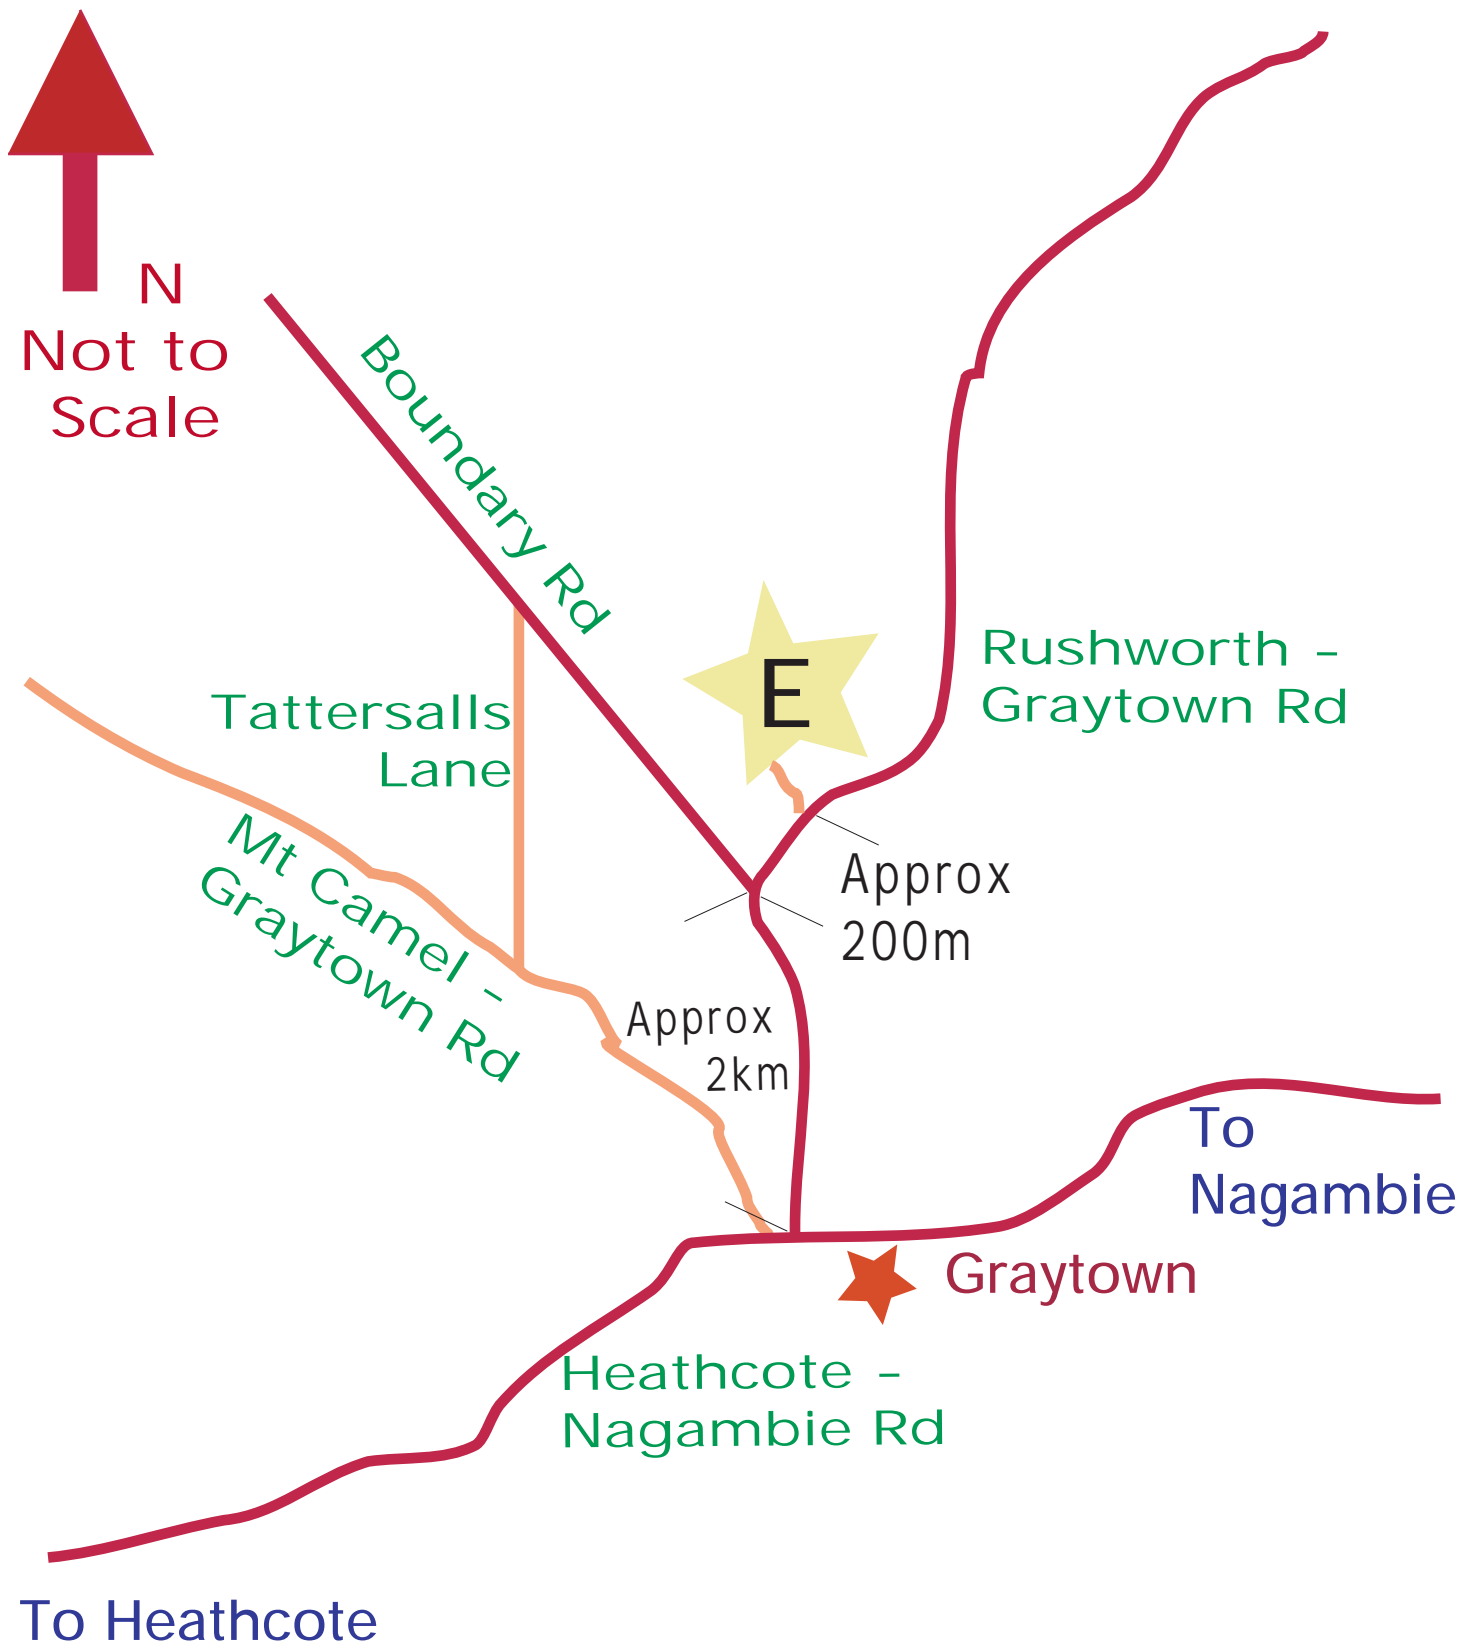 N
Not to
Scale
Boundary Rd
E
Rushworth -
Graytown Rd
Tattersalls
Lane
Mt Camel -
Graytown Rd
Approx
200m
Approx
2km
To
Nagambie
Graytown
Heathcote -
Nagambie Rd
To Heathcote